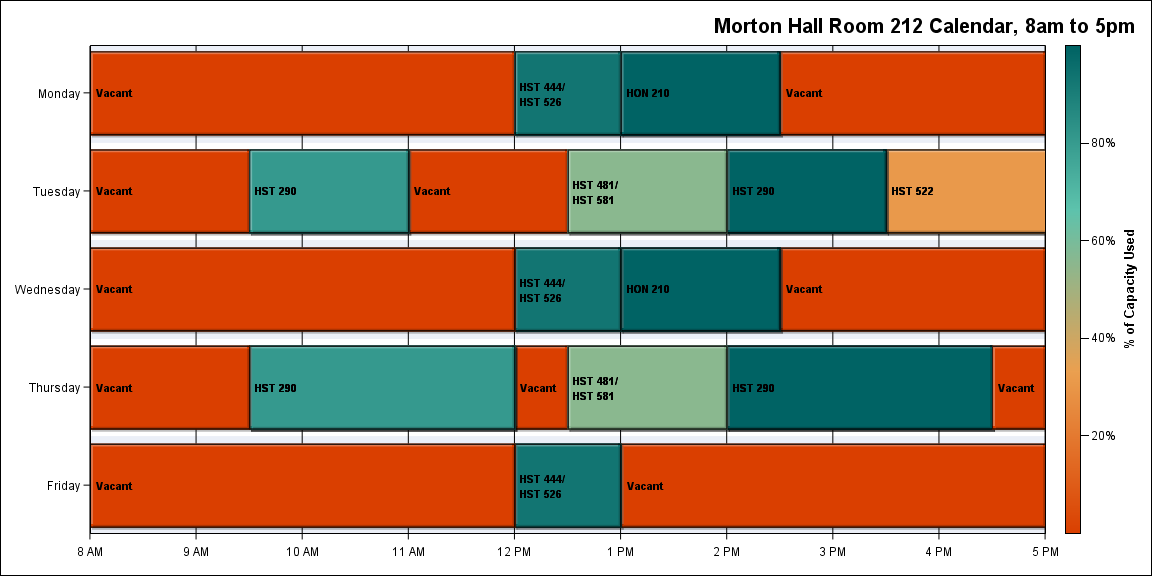 Morton Hall Room 212 Calendar, 8am to 5pm
Monday
Vacant
HST 444/
HST 526
HON 210
Vacant
Tuesday
Vacant
HST 290
Vacant
HST 481/
HST 581
HST 290
HST 522
Wednesday
Vacant
HST 444/
HST 526
HON 210
Vacant
Thursday
Vacant
HST 290
Vacant
HST 481/
HST 581
HST 290
Vacant
Friday
Vacant
HST 444/
HST 526
Vacant
8 AM
9 AM
10 AM
11 AM
12 PM
1 PM
2 PM
3 PM
4 PM
5 PM
80%
60%
40%
20%
% of Capacity Used